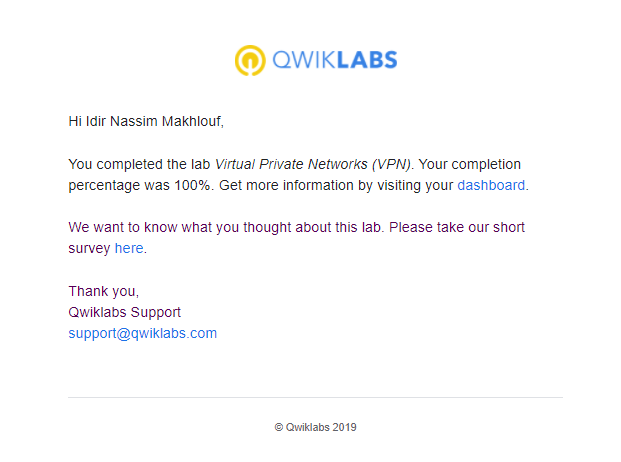 QWIKLABS
Hi Idir Nassim Makhlouf,
You completed the lab Virtual Private Networks (VPN). Your completion
percentage was 100%. Get more information by visiting your dashboard.
We want to know what you thought about this lab. Please take our short
survey here.
Thank you,
Qwiklabs Support
support@qwiklabs.com
© Qwiklabs 2019